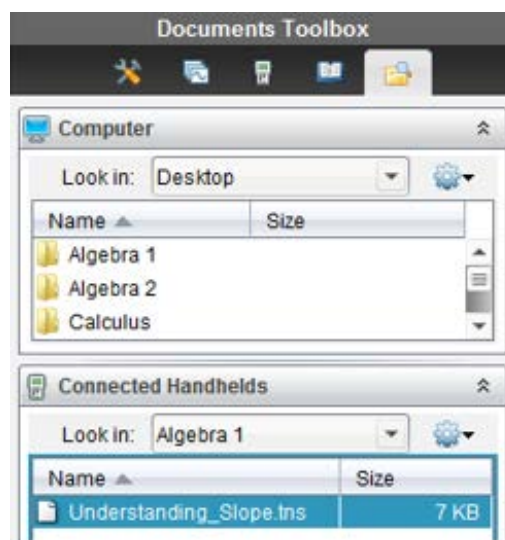 Documents Toolbox
Computer
Look in: Desktop
Name Size
Algebra 1
Algebra 2
Calculus
Connected Handhelds
Look in: Algebra 1
Name Size
Understanding_Slope.tns 7 KB